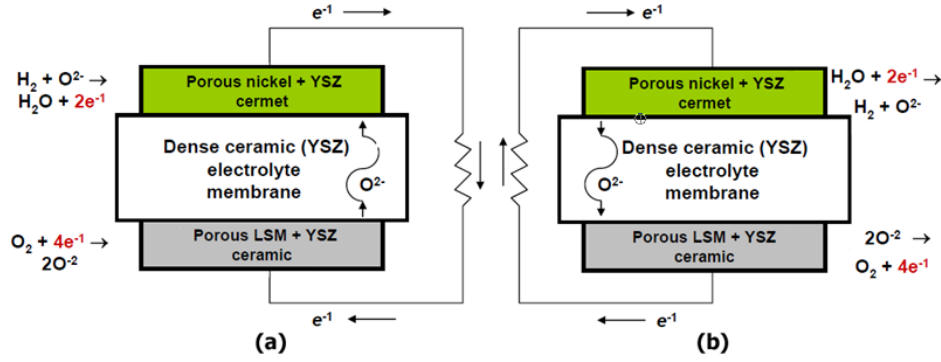 e⁻¹
Porous nickel + YSZ
cermet
H₂ + O²⁻ →
H₂O + 2e⁻¹
Dense ceramic (YSZ)
electrolyte
membrane
O²⁻
Porous LSM + YSZ
ceramic
O₂ + 4e⁻¹ →
2O⁻²
e⁻¹
(a)
e⁻¹
Porous nickel + YSZ
cermet
H₂O + 2e⁻¹ →
H₂ + O²⁻
Dense ceramic (YSZ)
electrolyte
membrane
O²⁻
Porous LSM + YSZ
ceramic
2O⁻² →
O₂ + 4e⁻¹
e⁻¹
(b)